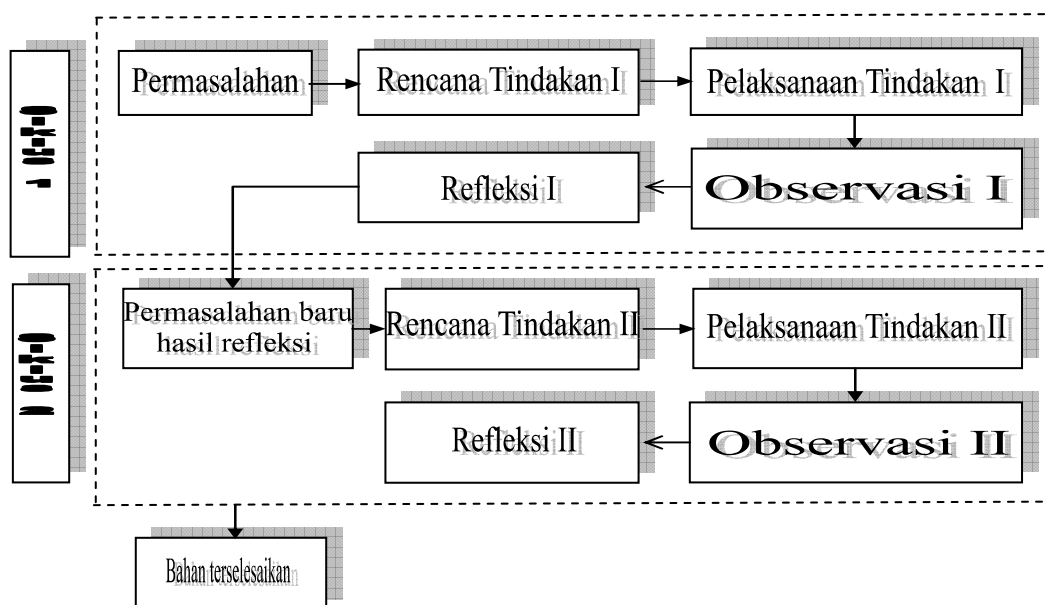 Permasalahan
Rencana Tindakan I
Pelaksanaan Tindakan I
Refleksi I
Observasi I
Permasalahan baru
hasil refleksi
Rencana Tindakan II
Pelaksanaan Tindakan II
Refleksi II
Observasi II
Bahan terselesaikan